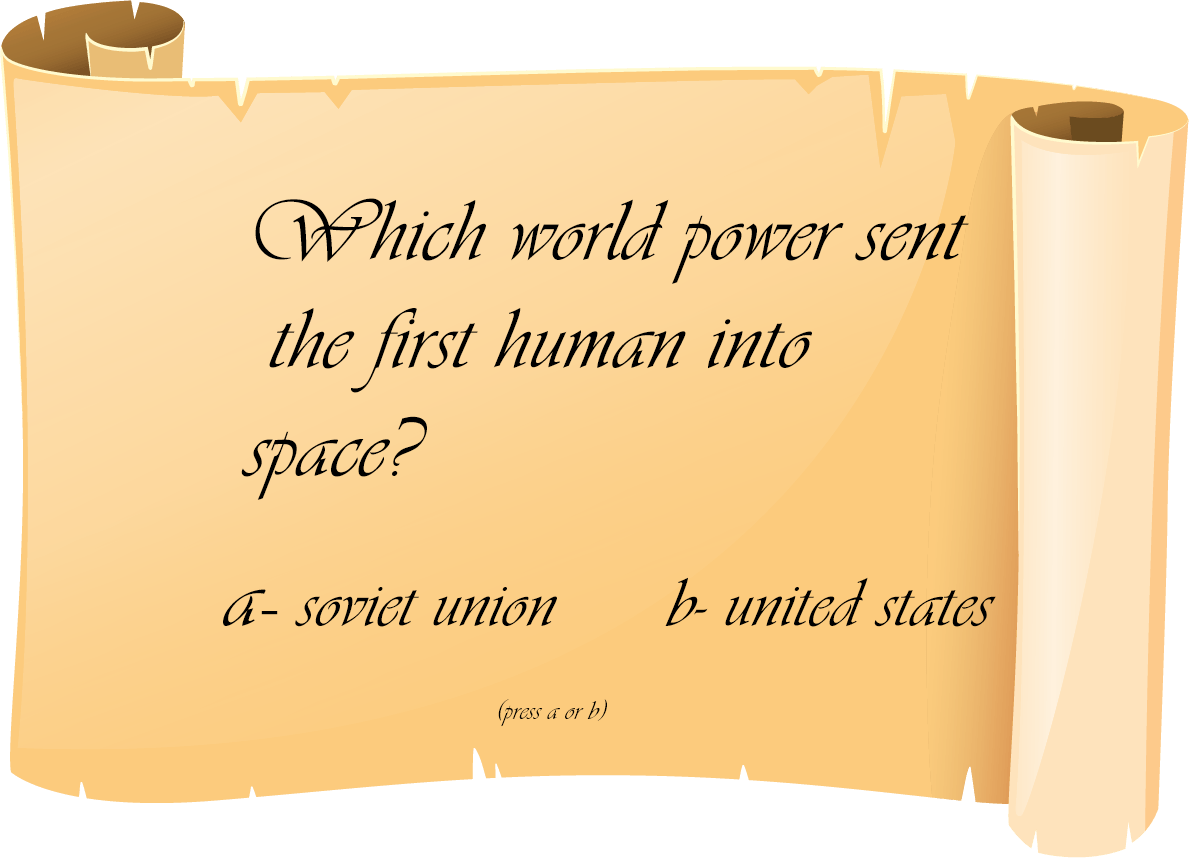 Which world power sent
the first human into
space?
a- soviet union b- united states
(press a or b)